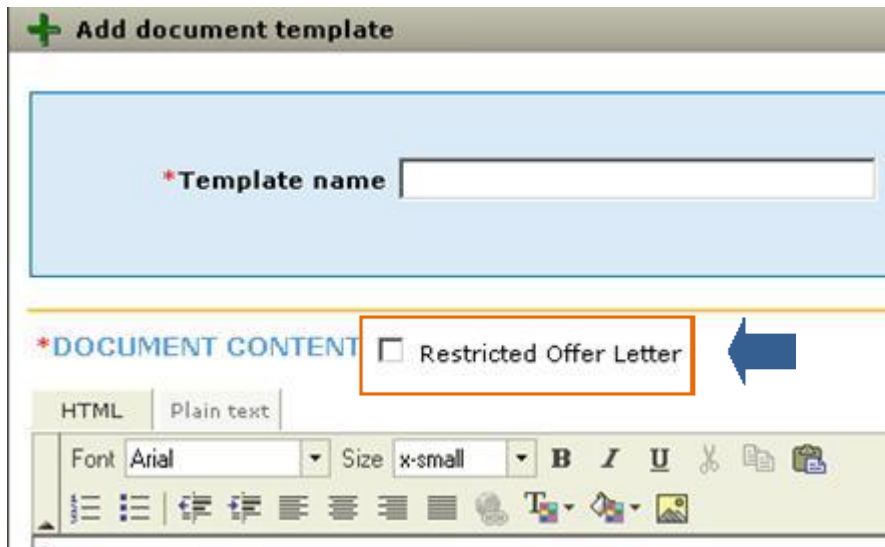 Add document template
*Template name
*DOCUMENT CONTENT Restricted Offer Letter
HTML Plain text
Font Arial Size x-small B I U